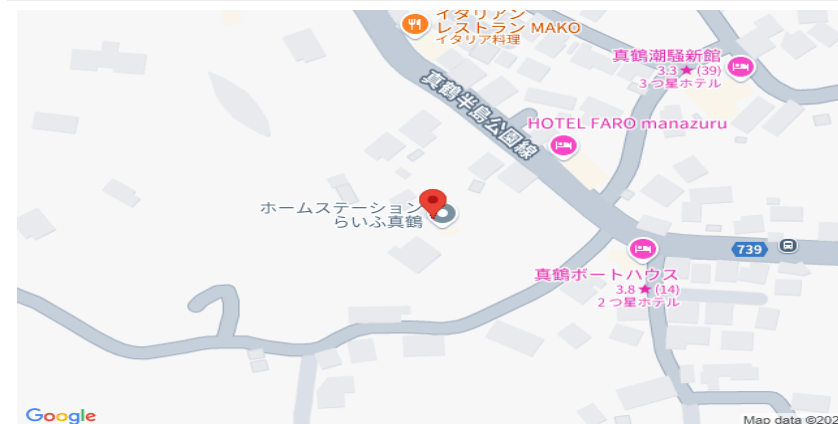 イタリアン
レストラン MAKO
イタリア料理
真鶴潮騒新館
3.3 ★ (39)
3 つ星ホテル
真鶴半島公園線
HOTEL FARO manazuru
ホームステーション
らいふ真鶴
739
真鶴ボートハウス
3.8 ★ (14)
2 つ星ホテル
Google
Map data ©202